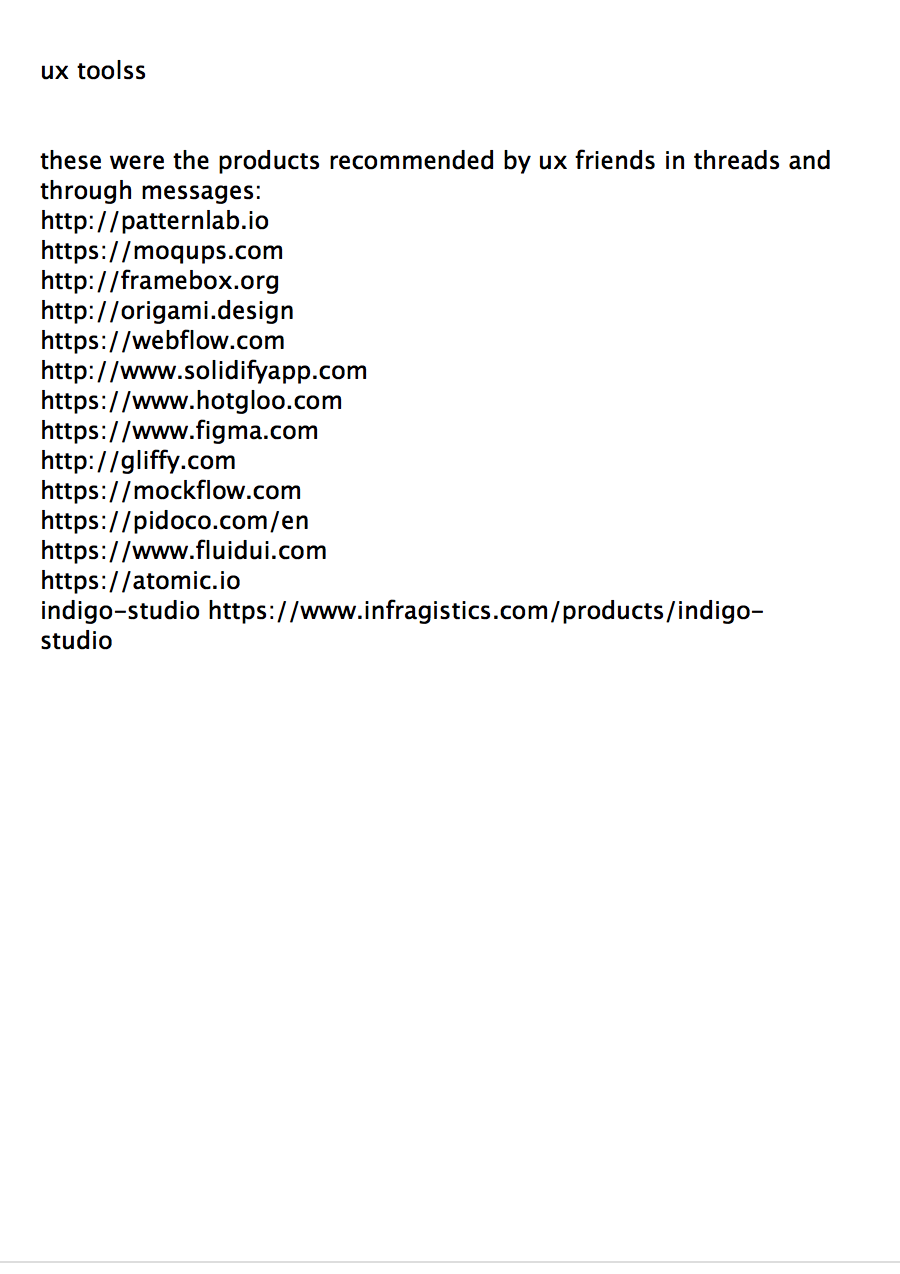 ux toolss
these were the products recommended by ux friends in threads and
through messages:
http://patternlab.io
https://moqups.com
http://framebox.org
http://origami.design
https://webflow.com
http://www.solidifyapp.com
https://www.hotgloo.com
https://www.figma.com
http://gliffy.com
https://mockflow.com
https://pidoco.com/en
https://www.fluidui.com
https://atomic.io
indigo-studio https://www.infragistics.com/products/indigo-
studio